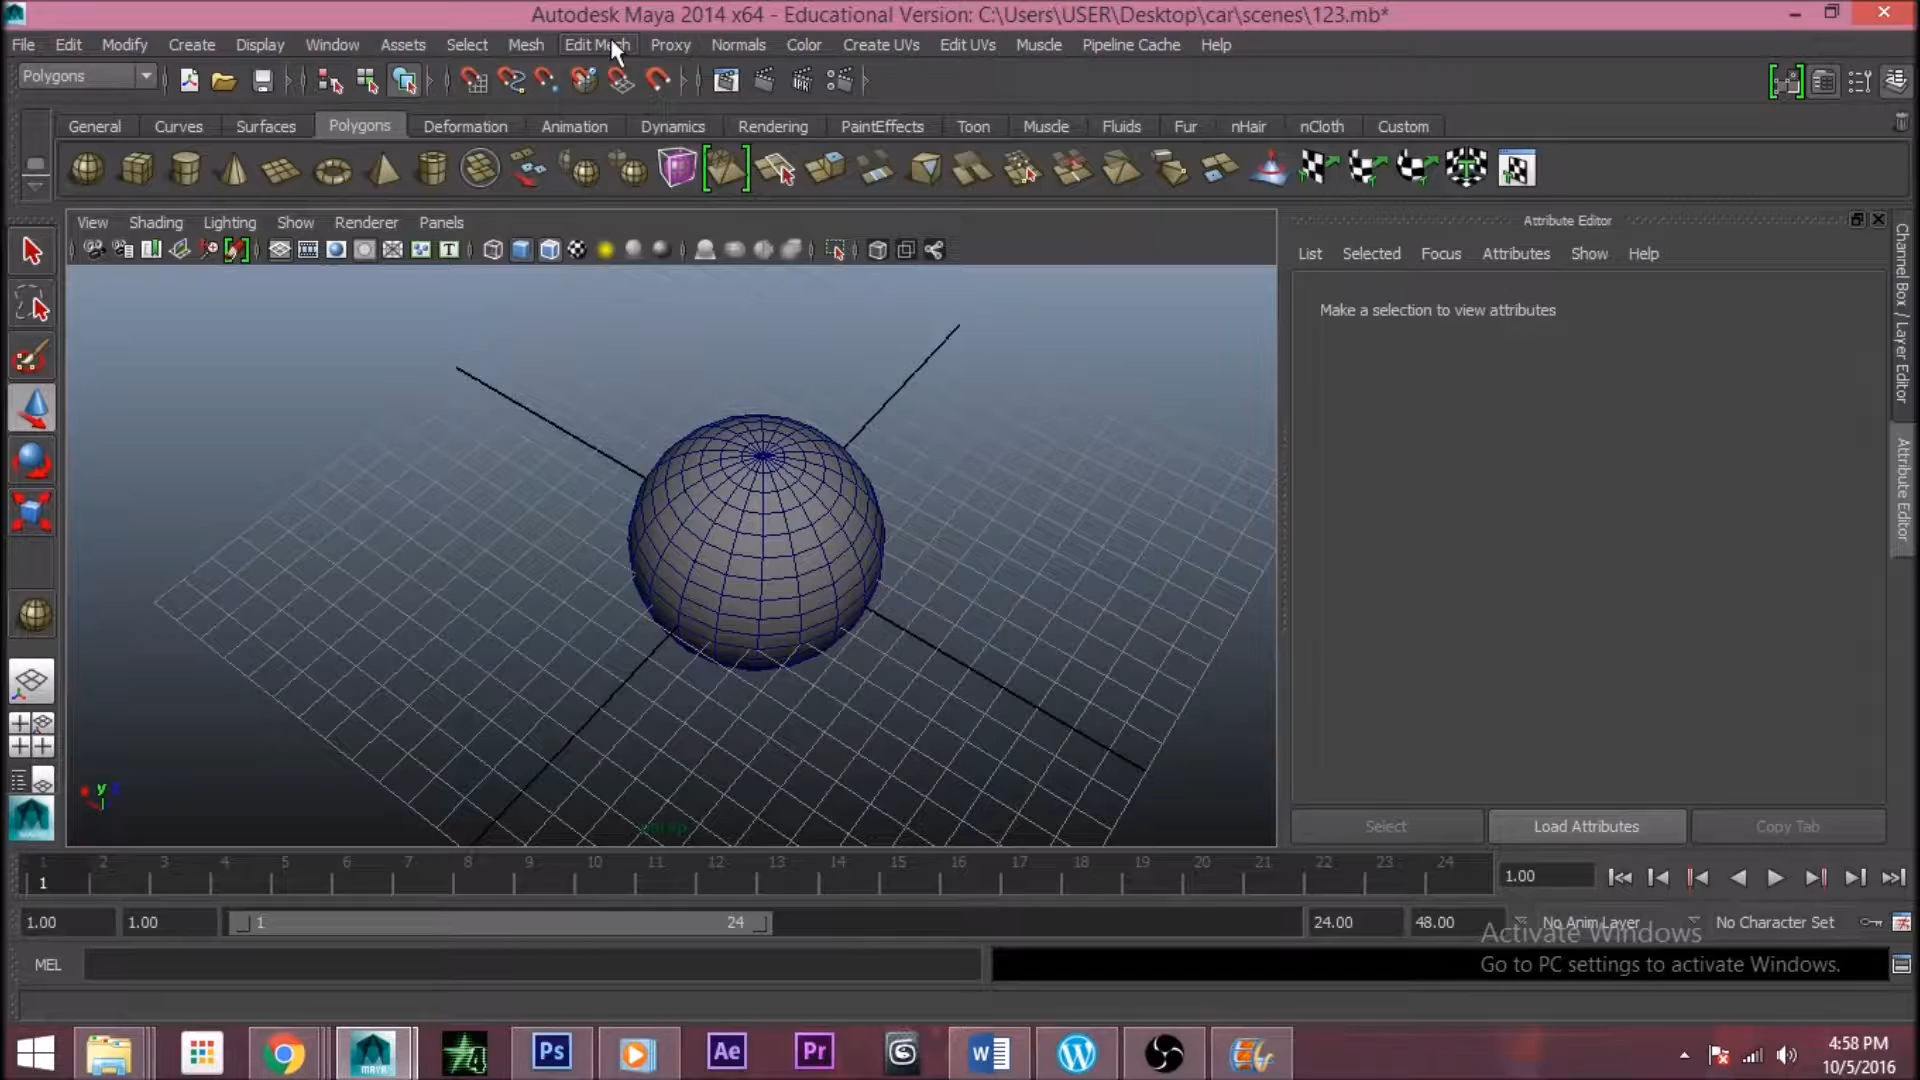 Autodesk Maya 2014 x64 - Educational Version: C:\Users\USER\Desktop\car\scenes\123.mb*
File Edit Modify Create Display Window Assets Select Mesh Edit Mesh Proxy Normals Color Create UVs Edit UVs Muscle Pipeline Cache Help
Polygons
General Curves Surfaces Polygons Deformation Animation Dynamics Rendering PaintEffects Toon Muscle Fluids Fur nHair nCloth Custom
View Shading Lighting Show Renderer Panels
Attribute Editor
List Selected Focus Attributes Show Help
Make a selection to view attributes
Channel Box / Layer Editor
Attribute Editor
y
persp
Select Load Attributes Copy Tab
1 2 3 4 5 6 7 8 9 10 11 12 13 14 15 16 17 18 19 20 21 22 23 24
1
1.00
1.00 1.00 1 24 24.00 48.00 No Anim Layer No Character Set
MEL
Activate Windows
Go to PC settings to activate Windows.
MAYA Ps Ae Pr W
4:58 PM
10/5/2016